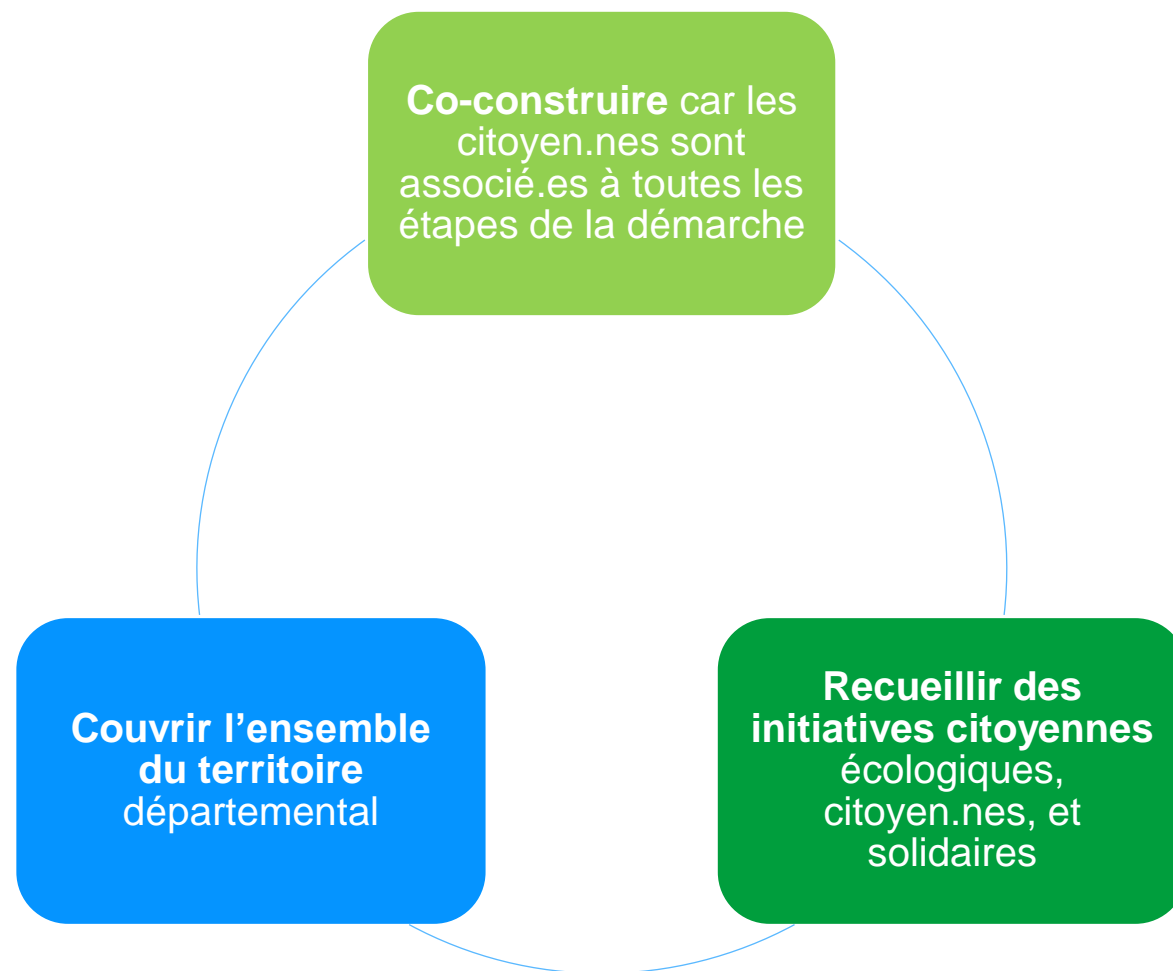 Co-construire car les
citoyen.nes sont
associé.es à toutes les
étapes de la démarche
Couvrir l’ensemble
du territoire
départemental
Recueillir des
initiatives citoyennes
écologiques,
citoyen.nes, et
solidaires